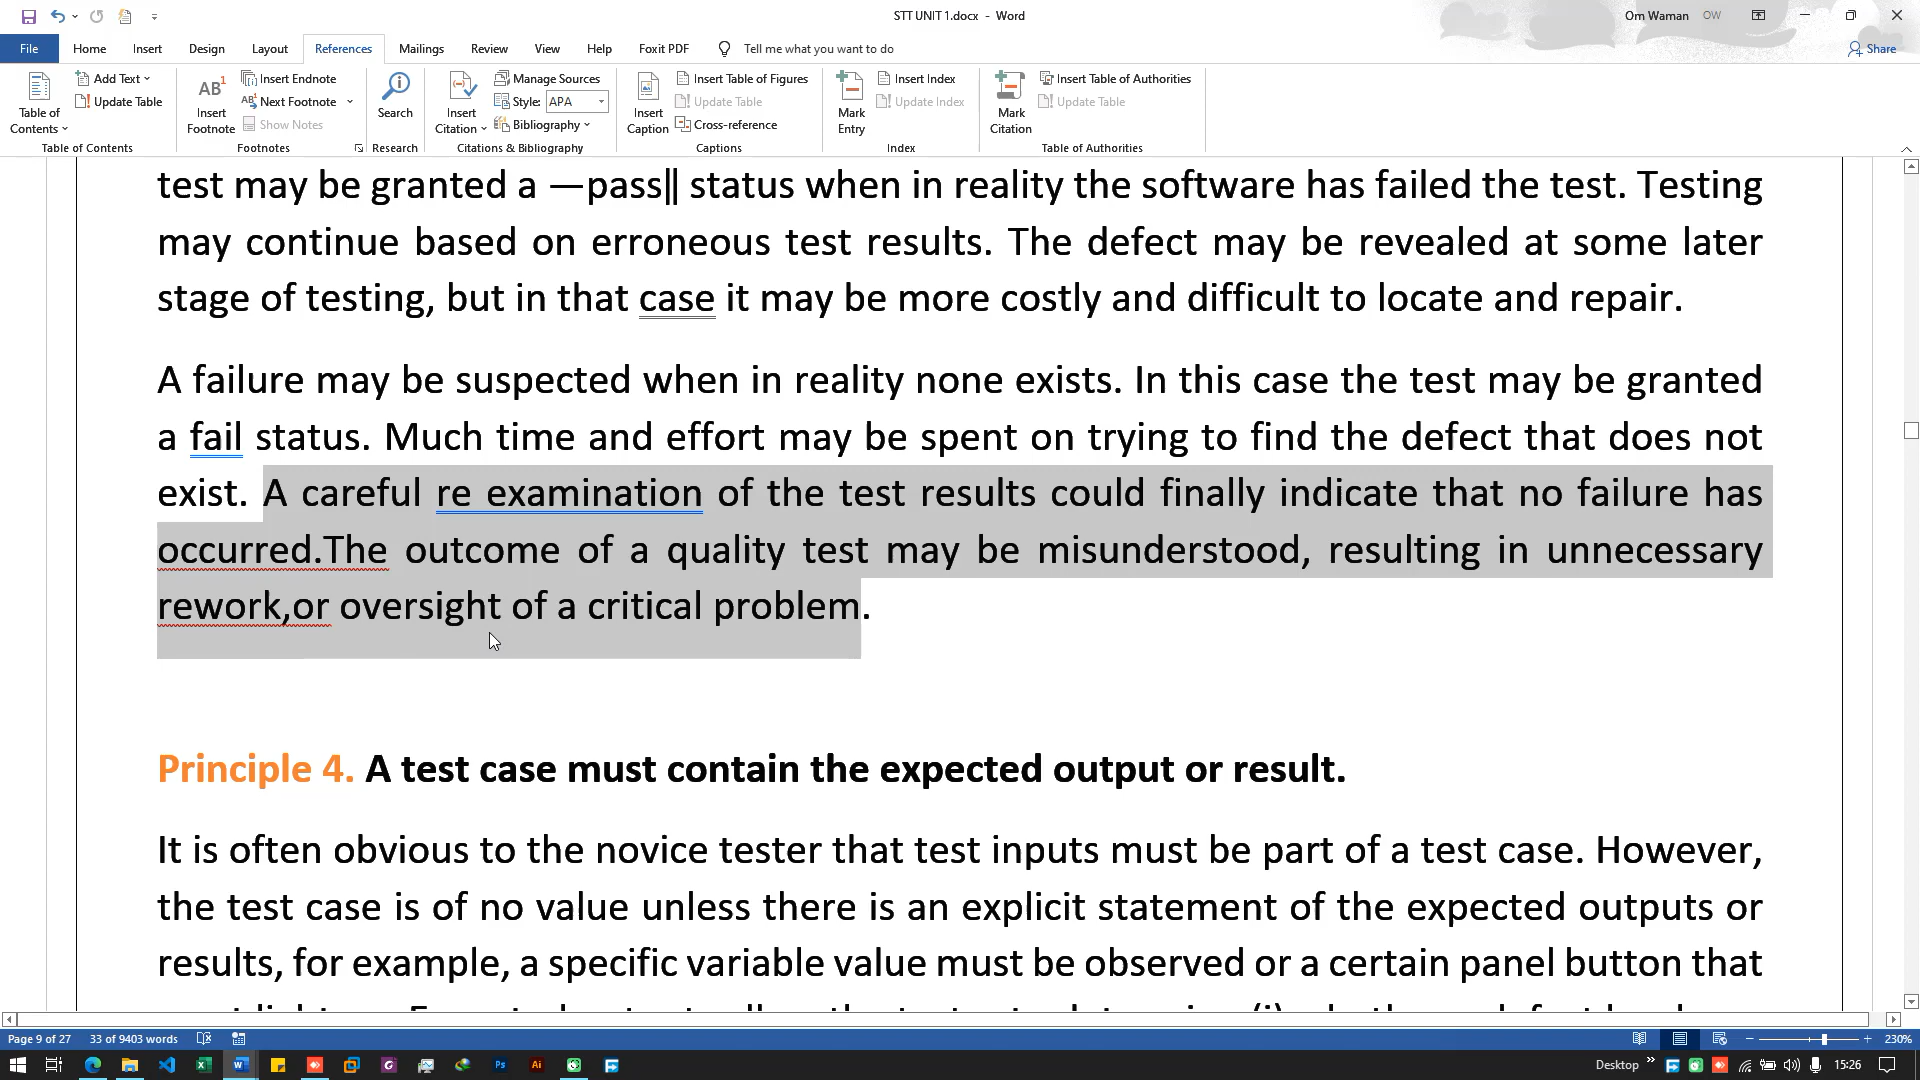 STT UNIT 1.docx - Word
Om Waman OW
File Home Insert Design Layout References Mailings Review View Help Foxit PDF Tell me what you want to do Share
Table of Contents
Add Text
Update Table
Table of Contents
AB1 Insert Footnote
Insert Endnote
AB1 Next Footnote
Show Notes
Footnotes
Search
Research
Insert Citation
Manage Sources
Style: APA
Bibliography
Citations & Bibliography
Insert Caption
Insert Table of Figures
Update Table
Cross-reference
Captions
Mark Entry
Insert Index
Update Index
Index
Mark Citation
Insert Table of Authorities
Update Table
Table of Authorities
test may be granted a ―pass‖ status when in reality the software has failed the test. Testing
may continue based on erroneous test results. The defect may be revealed at some later
stage of testing, but in that case it may be more costly and difficult to locate and repair.
A failure may be suspected when in reality none exists. In this case the test may be granted
a fail status. Much time and effort may be spent on trying to find the defect that does not
exist. A careful re examination of the test results could finally indicate that no failure has
occurred.The outcome of a quality test may be misunderstood, resulting in unnecessary
rework,or oversight of a critical problem.
Principle 4. A test case must contain the expected output or result.
It is often obvious to the novice tester that test inputs must be part of a test case. However,
the test case is of no value unless there is an explicit statement of the expected outputs or
results, for example, a specific variable value must be observed or a certain panel button that
Page 9 of 27 33 of 9403 words 230%
Desktop 15:26